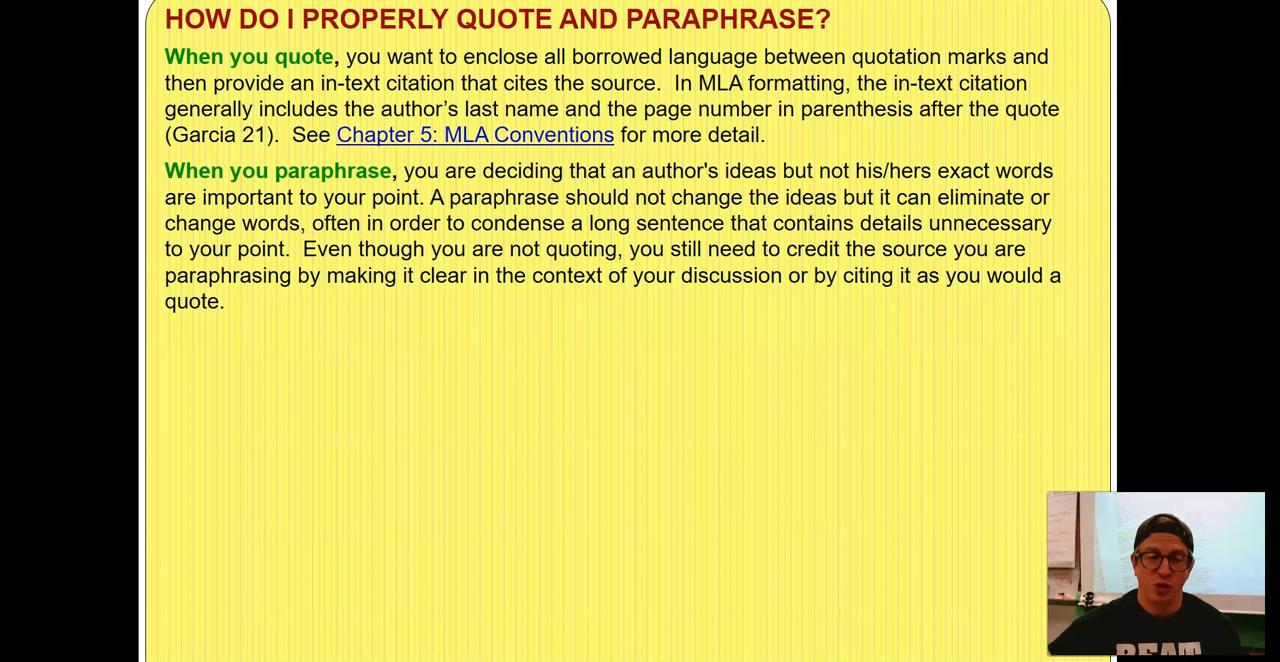 HOW DO I PROPERLY QUOTE AND PARAPHRASE?
When you quote, you want to enclose all borrowed language between quotation marks and
then provide an in-text citation that cites the source.  In MLA formatting, the in-text citation
generally includes the author’s last name and the page number in parenthesis after the quote
(Garcia 21).  See Chapter 5: MLA Conventions for more detail.
When you paraphrase, you are deciding that an author's ideas but not his/hers exact words
are important to your point. A paraphrase should not change the ideas but it can eliminate or
change words, often in order to condense a long sentence that contains details unnecessary
to your point.  Even though you are not quoting, you still need to credit the source you are
paraphrasing by making it clear in the context of your discussion or by citing it as you would a
quote.
BEAT